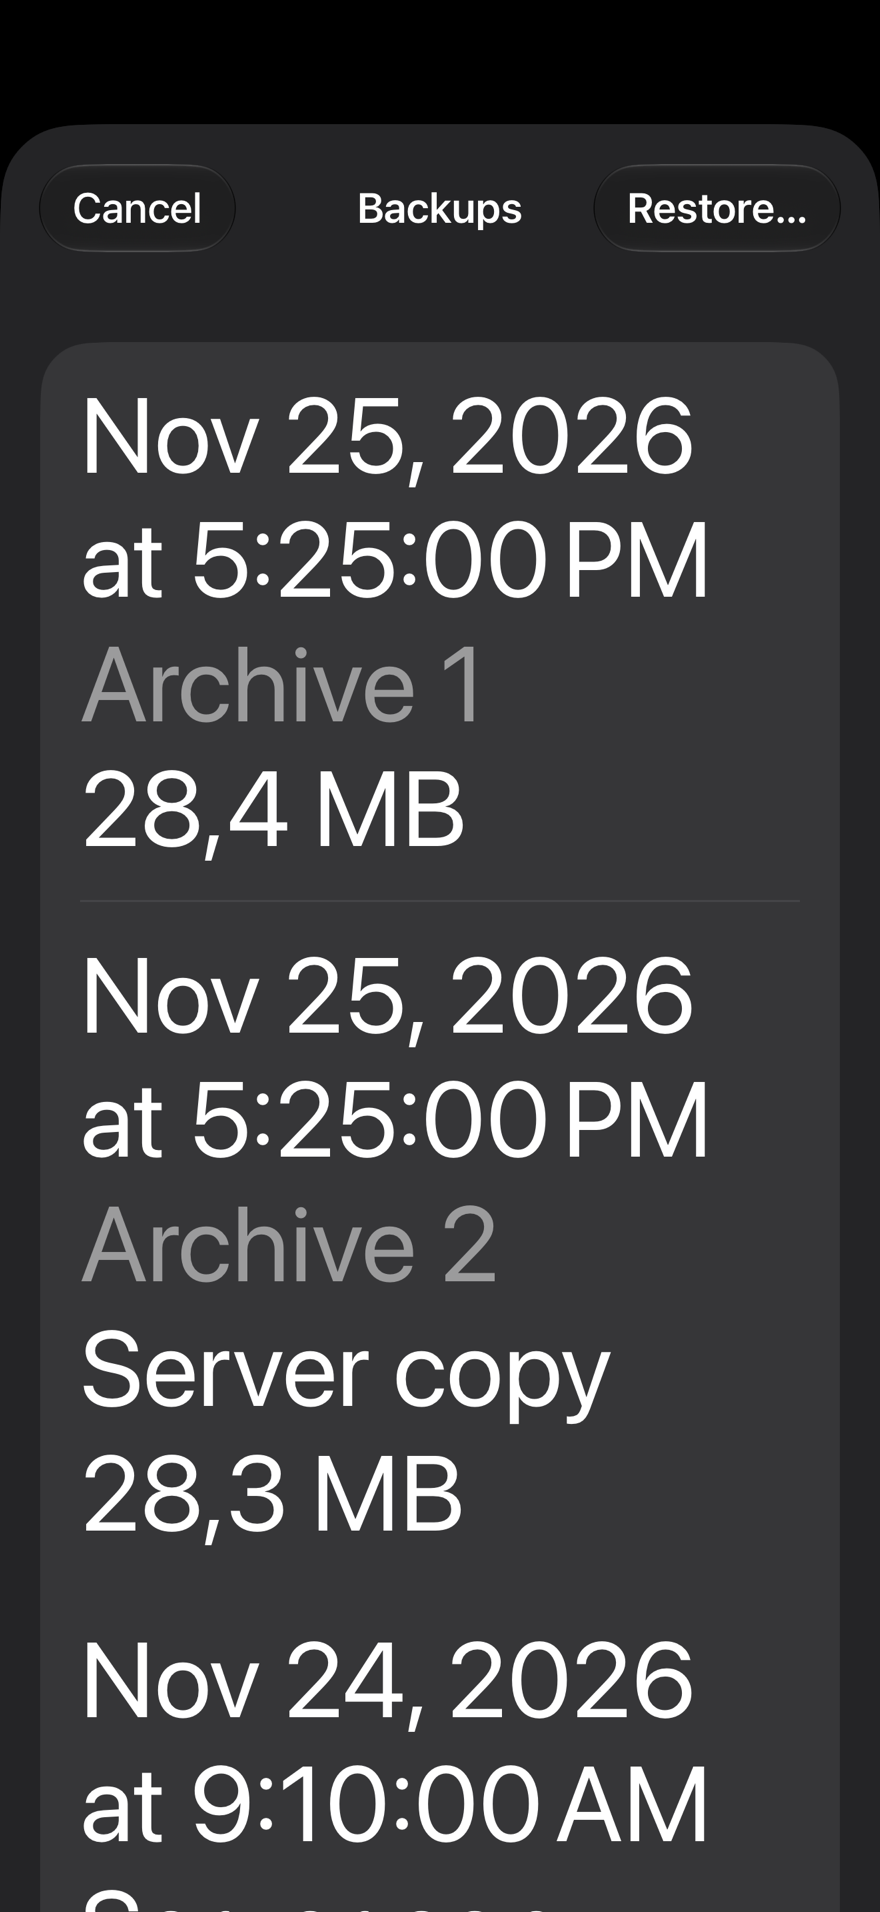 Cancel
Backups
Restore...
Nov 25, 2026
at 5:25:00 PM
Archive 1
28,4 MB
Nov 25, 2026
at 5:25:00 PM
Archive 2
Server copy
28,3 MB
Nov 24, 2026
at 9:10:00 AM